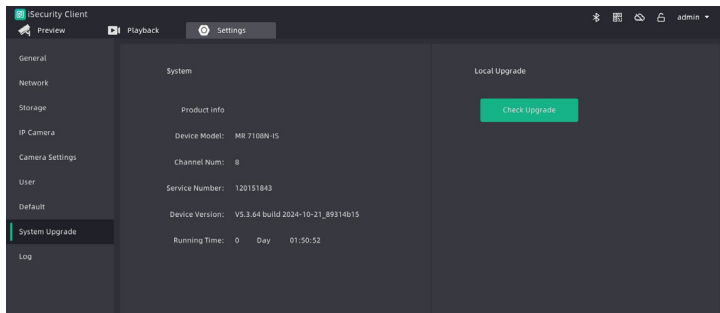 iSecurity Client
Preview Playback Settings admin
General
Network
Storage
IP Camera
Camera Settings
User
Default
System Upgrade
Log
System
Product info
Device Model: MR 7108N-IS
Channel Num: 8
Service Number: 120151843
Device Version: V5.3.64 build 2024-10-21_89314b15
Running Time: 0 Day 01:50:52
Local Upgrade
Check Upgrade